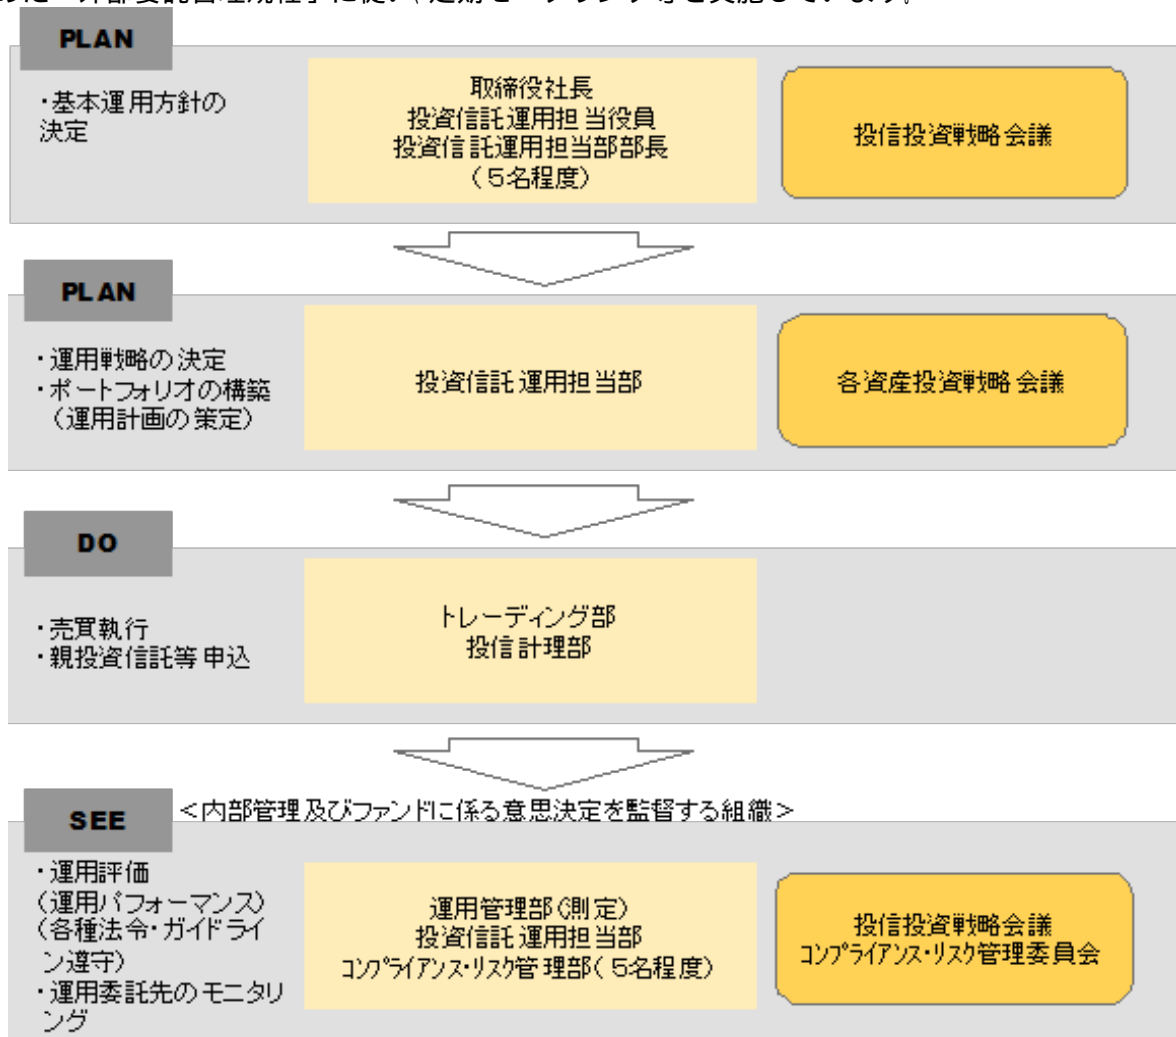 PLAN
・基本運用方針の
決定
取締役社長
投資信託運用担当役員
投資信託運用担当部部長
(5名程度)
投信投資戦略会議
PLAN
・運用戦略の決定
・ポートフォリオの構築
(運用計画の策定)
投資信託運用担当部
各資産投資戦略会議
DO
・売買執行
・親投資信託等申込
トレーディング部
投信計理部
SEE
<内部管理及びファンドに係る意思決定を監督する組織>
・運用評価
(運用パフォーマンス)
(各種法令・ガイドライ
ン遵守)
・運用委託先のモニタリ
ング
運用管理部(測定)
投資信託運用担当部
コンプライアンス・リスク管理部(5名程度)
投信投資戦略会議
コンプライアンス・リスク管理委員会